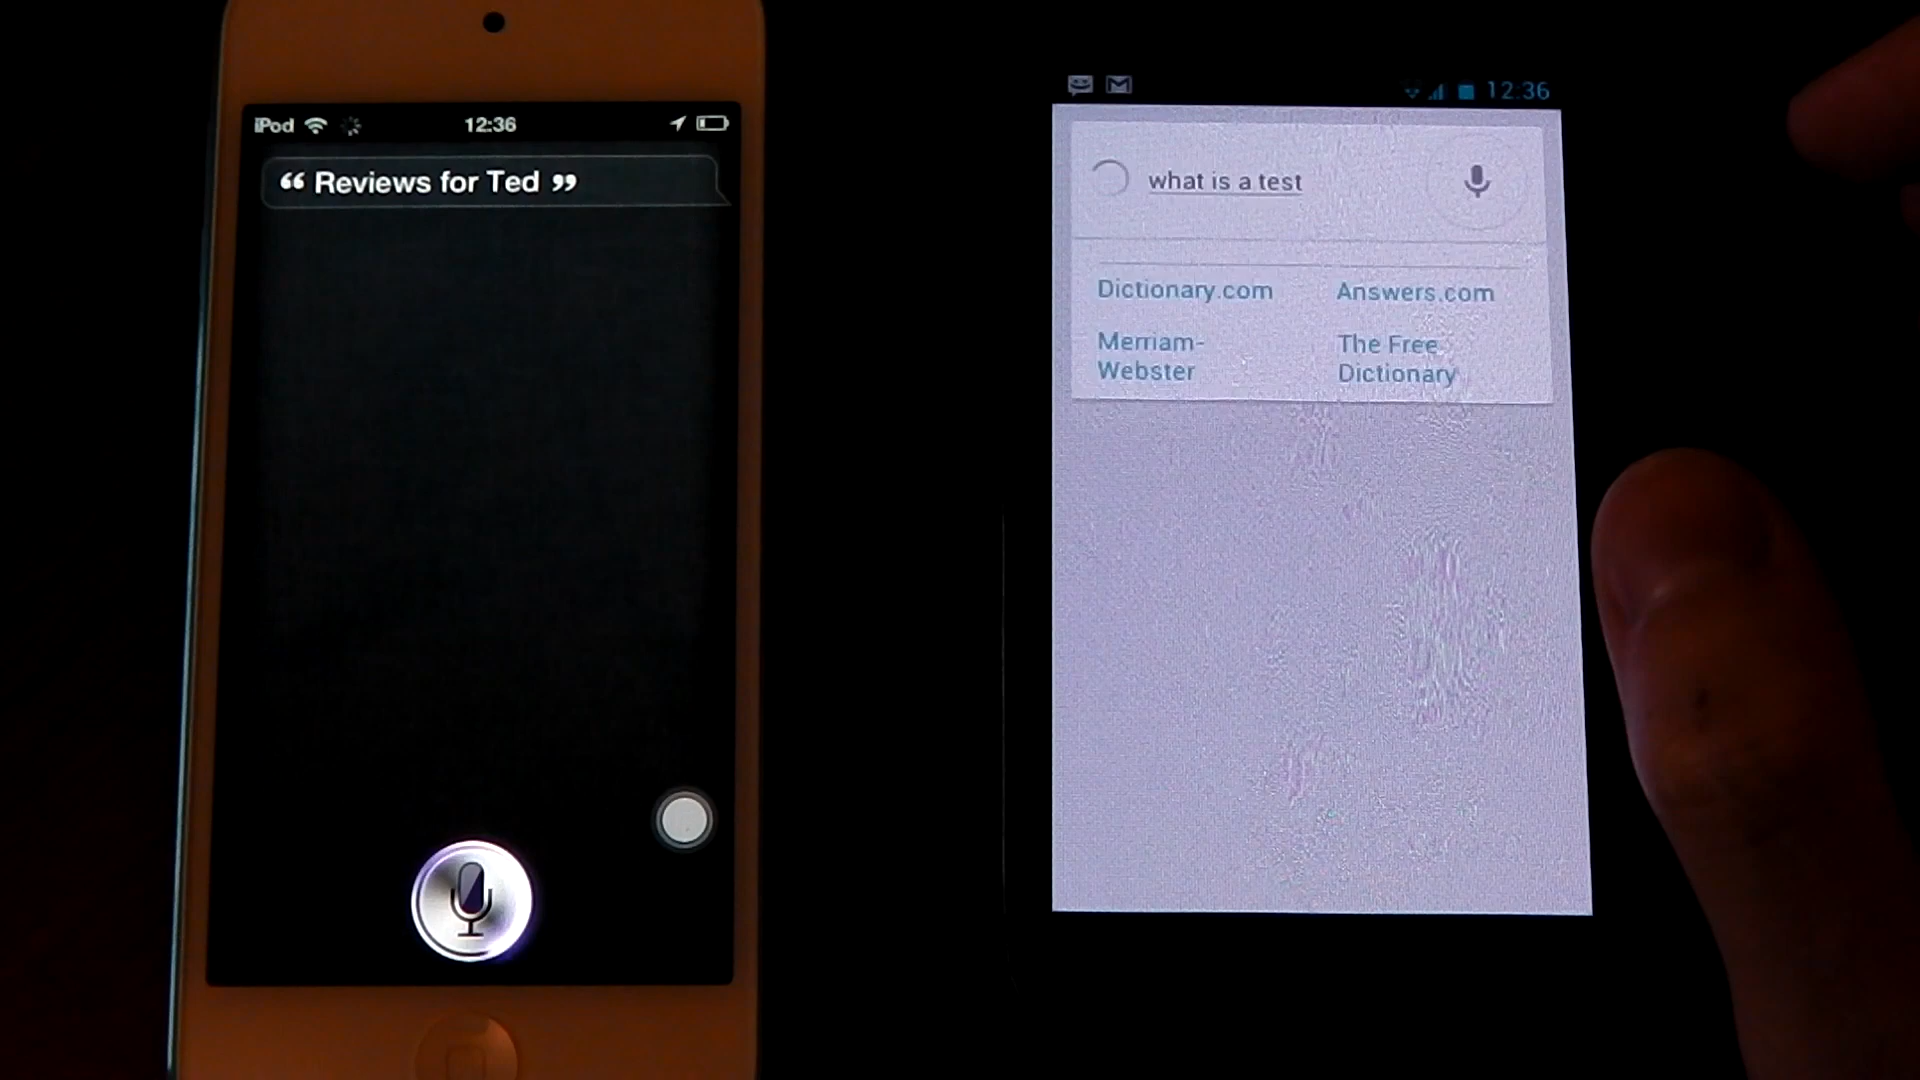 iPod 12:36
“ Reviews for Ted ”
12:36
what is a test
Dictionary.com Answers.com
Merriam-
Webster
The Free
Dictionary